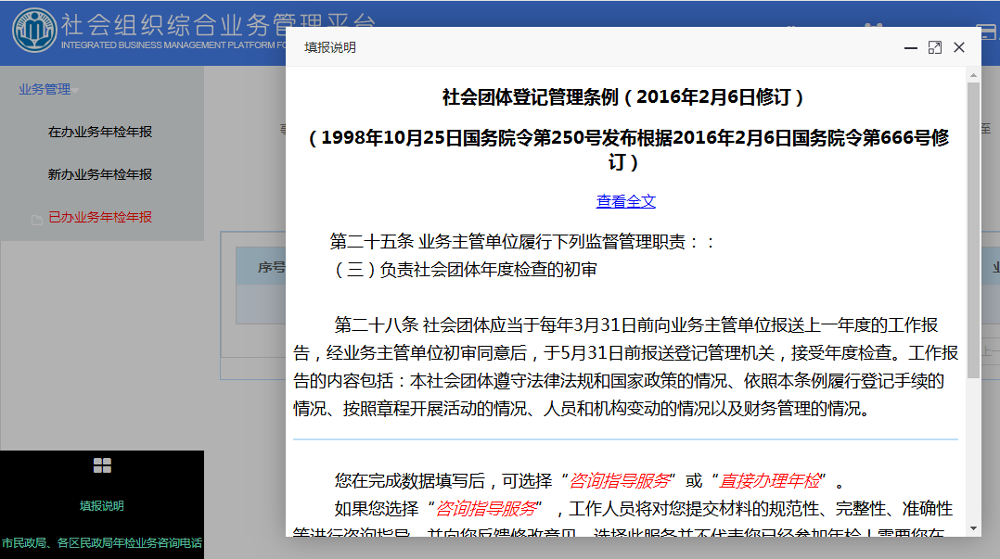 社会组织综合业务管理平台
INTEGRATED BUSINESS MANAGEMENT PLATFORM FO
业务管理
在办业务年检年报
新办业务年检年报
已办业务年检年报
序号
填报说明
市民政局、各区民政局年检业务咨询电话
填报说明
社会团体登记管理条例（2016年2月6日修订）
（1998年10月25日国务院令第250号发布根据2016年2月6日国务院令第666号修
订）
查看全文
第二十五条 业务主管单位履行下列监督管理职责：：
（三）负责社会团体年度检查的初审
第二十八条 社会团体应当于每年3月31日前向业务主管单位报送上一年度的工作报
告，经业务主管单位初审同意后，于5月31日前报送登记管理机关，接受年度检查。工作报
告的内容包括：本社会团体遵守法律法规和国家政策的情况、依照本条例履行登记手续的
情况、按照章程开展活动的情况、人员和机构变动的情况以及财务管理的情况。
您在完成数据填写后，可选择“咨询指导服务”或“直接办理年检”。
如果您选择“咨询指导服务”，工作人员将对您提交材料的规范性、完整性、准确性
等进行咨询指导，并向您反馈修改意见，选择此服务并不代表您已经参加年检！需要您在
至
上一